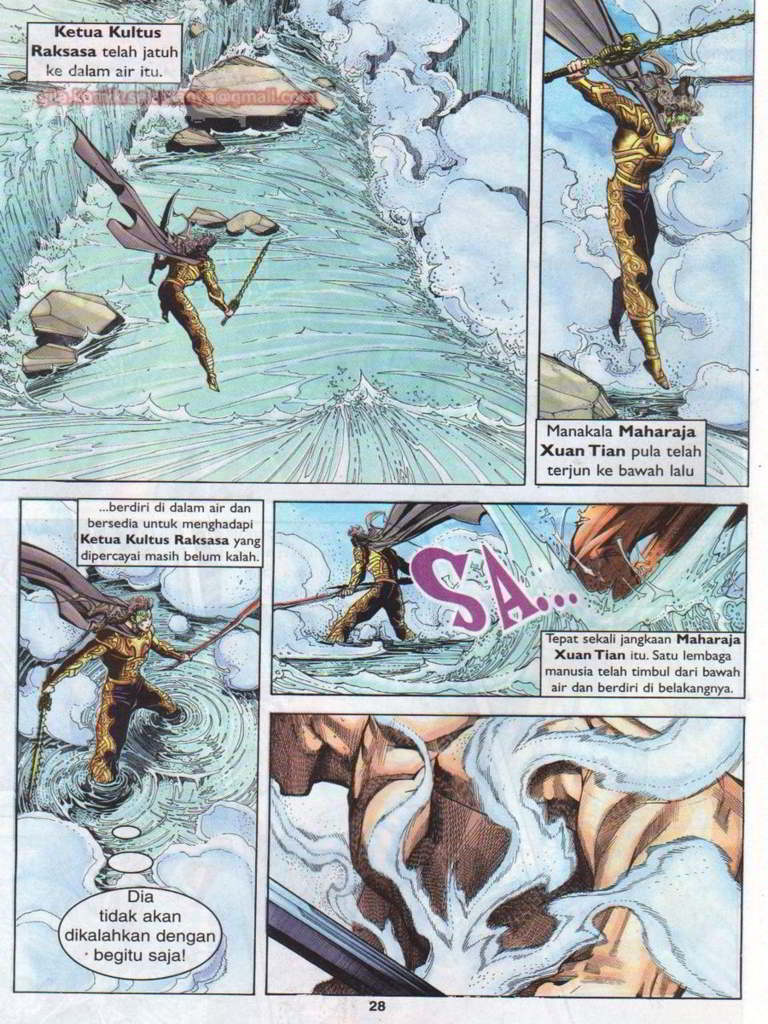 Ketua Kultus
Raksasa telah jatuh
ke dalam air itu.
Manakala Maharaja
Xuan Tian pula telah
terjun ke bawah lalu
...berdiri di dalam air dan
bersedia untuk menghadapi
Ketua Kultus Raksasa yang
dipercayai masih belum kalah.
Dia
tidak akan
dikalahkan dengan
begitu saja!
SA...
Tepat sekali jangkaan Maharaja
Xuan Tian itu. Satu lembaga
manusia telah timbul dari bawah
air dan berdiri di belakangnya.
28